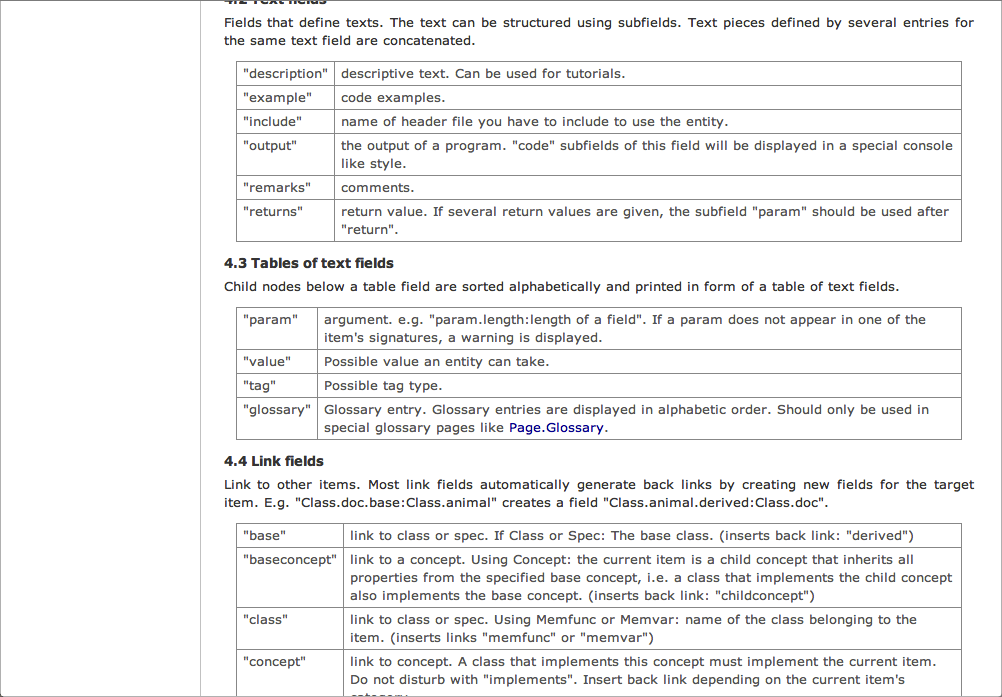 4.2 Text fields
Fields that define texts. The text can be structured using subfields. Text pieces defined by several entries for
the same text field are concatenated.
"description" descriptive text. Can be used for tutorials.
"example" code examples.
"include" name of header file you have to include to use the entity.
"output" the output of a program. "code" subfields of this field will be displayed in a special console
like style.
"remarks" comments.
"returns" return value. If several return values are given, the subfield "param" should be used after
"return".
4.3 Tables of text fields
Child nodes below a table field are sorted alphabetically and printed in form of a table of text fields.
"param" argument. e.g. "param.length:length of a field". If a param does not appear in one of the
item's signatures, a warning is displayed.
"value" Possible value an entity can take.
"tag" Possible tag type.
"glossary" Glossary entry. Glossary entries are displayed in alphabetic order. Should only be used in
special glossary pages like Page.Glossary.
4.4 Link fields
Link to other items. Most link fields automatically generate back links by creating new fields for the target
item. E.g. "Class.doc.base:Class.animal" creates a field "Class.animal.derived:Class.doc".
"base" link to class or spec. If Class or Spec: The base class. (inserts back link: "derived")
"baseconcept" link to a concept. Using Concept: the current item is a child concept that inherits all
properties from the specified base concept, i.e. a class that implements the child concept
also implements the base concept. (inserts back link: "childconcept")
"class" link to class or spec. Using Memfunc or Memvar: name of the class belonging to the
item. (inserts links "memfunc" or "memvar")
"concept" link to concept. A class that implements this concept must implement the current item.
Do not disturb with "implements". Insert back link depending on the current item's